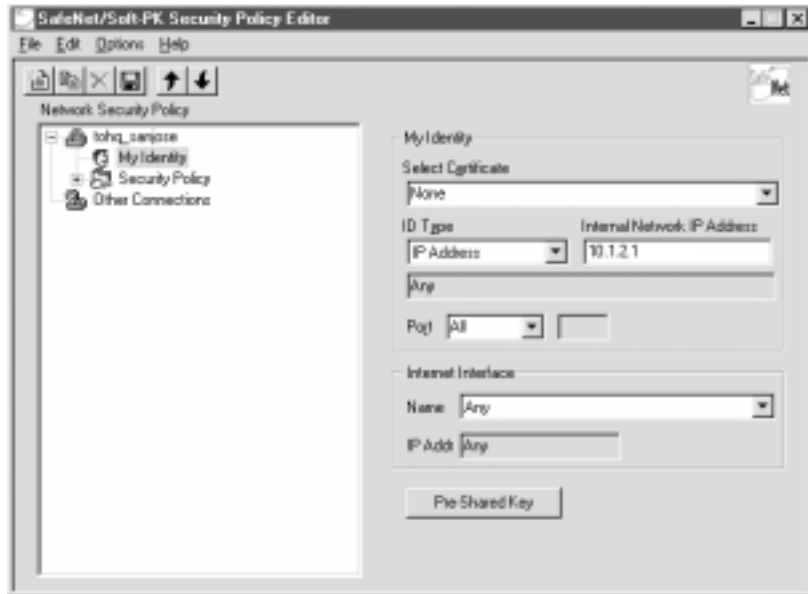 SafeNet/Soft-PK Security Policy Editor
File Edit Options Help
Network Security Policy
tohq_sanjose
My Identity
Security Policy
Other Connections
SafeNet
My Identity
Select Certificate
None
ID Type
Internal Network IP Address
IP Address
10.1.2.1
Any
Port
All
Internet Interface
Name
Any
IP Addr
Any
Pre-Shared Key